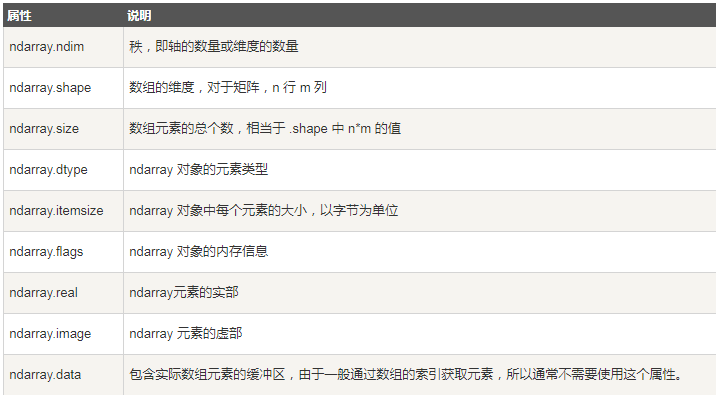 属性 说明
ndarray.ndim 秩，即轴的数量或维度的数量
ndarray.shape 数组的维度，对于矩阵，n 行 m 列
ndarray.size 数组元素的总个数，相当于 .shape 中 n*m 的值
ndarray.dtype ndarray 对象的元素类型
ndarray.itemsize ndarray 对象中每个元素的大小，以字节为单位
ndarray.flags ndarray 对象的内存信息
ndarray.real ndarray元素的实部
ndarray.image ndarray 元素的虚部
ndarray.data 包含实际数组元素的缓冲区，由于一般通过数组的索引获取元素，所以通常不需要使用这个属性。